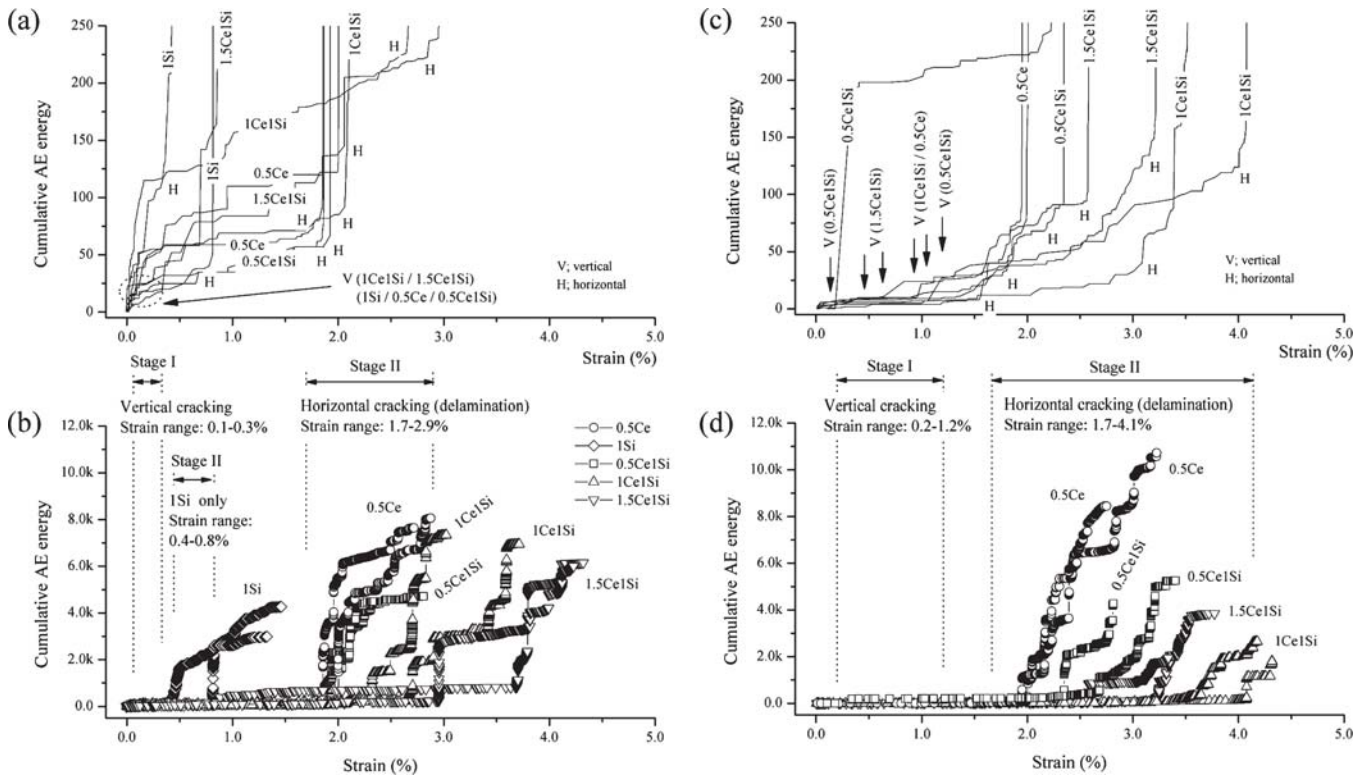 (a)
Cumulative AE energy
250
200
150
100
50
0
1Si
1.5Ce1Si
1Ce1Si
H
1Ce1Si
H
H
1Si
0.5Ce
H
1.5Ce1Si
H
0.5Ce
H
0.5Ce1Si
H
V (1Ce1Si / 1.5Ce1Si)
(1Si / 0.5Ce / 0.5Ce1Si)
V; vertical
H; horizontal
0.0 1.0 2.0 3.0 4.0 5.0
Strain (%)
Stage I
Stage II
Vertical cracking
Strain range: 0.1-0.3%
Horizontal cracking (delamination)
Strain range: 1.7-2.9%
(b)
Cumulative AE energy
12.0k
10.0k
8.0k
6.0k
4.0k
2.0k
0.0
Stage II
1Si only
Strain range:
0.4-0.8%
0.5Ce
1Si
0.5Ce1Si
1Ce1Si
1.5Ce1Si
1Si
0.5Ce
1Ce1Si
0.5Ce1Si
1Ce1Si
1.5Ce1Si
0.0 1.0 2.0 3.0 4.0 5.0
Strain (%)
(c)
Cumulative AE energy
250
200
150
100
50
0
0.5Ce1Si
V (0.5Ce1Si)
V (1.5Ce1Si)
V (1Ce1Si / 0.5Ce)
V (0.5Ce1Si)
0.5Ce
0.5Ce1Si
1.5Ce1Si
1.5Ce1Si
1Ce1Si
1Ce1Si
H
H
H
H
H
H
V; vertical
H; horizontal
0.0 1.0 2.0 3.0 4.0 5.0
Strain (%)
Stage I
Stage II
Vertical cracking
Strain range: 0.2-1.2%
Horizontal cracking (delamination)
Strain range: 1.7-4.1%
(d)
Cumulative AE energy
12.0k
10.0k
8.0k
6.0k
4.0k
2.0k
0.0
0.5Ce
0.5Ce
0.5Ce1Si
0.5Ce1Si
1.5Ce1Si
1Ce1Si
0.0 1.0 2.0 3.0 4.0 5.0
Strain (%)